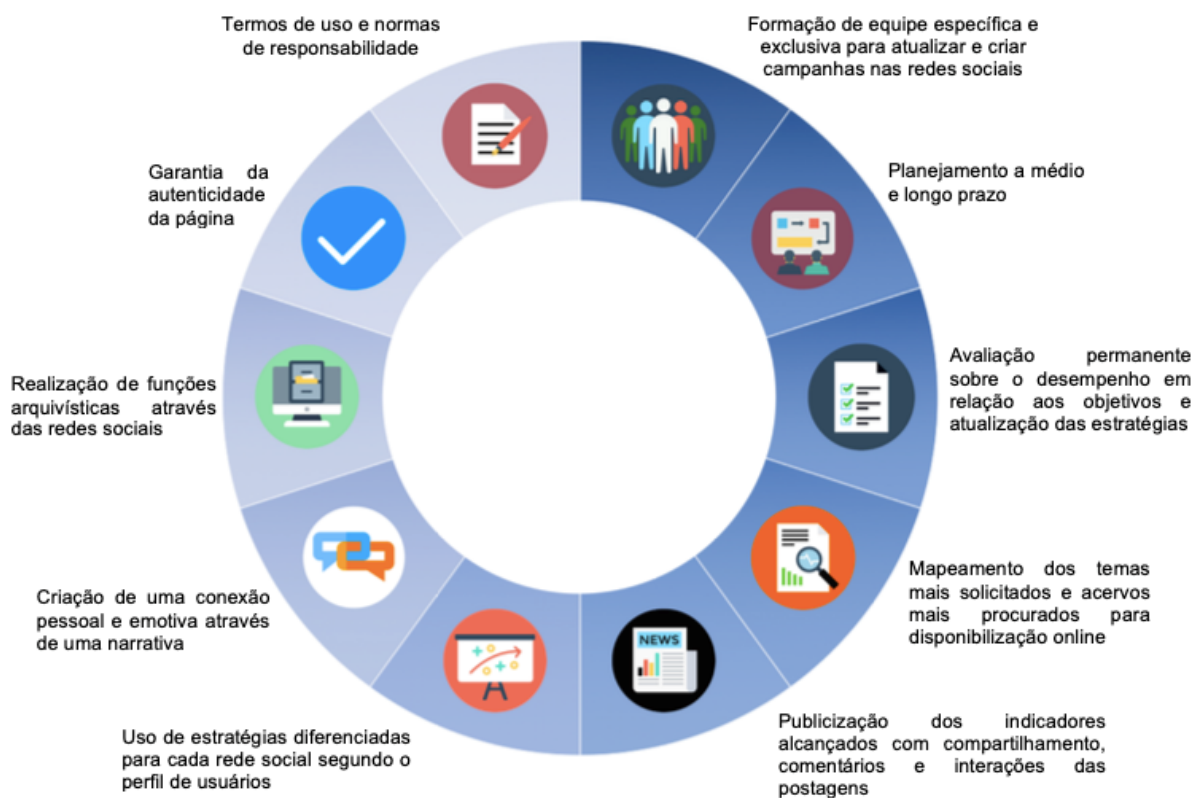 Termos de uso e normas
de responsabilidade
Formação de equipe específica e
exclusiva para atualizar e criar
campanhas nas redes sociais
Planejamento a médio
e longo prazo
Avaliação permanente
sobre o desempenho em
relação aos objetivos e
atualização das estratégias
Mapeamento dos temas
mais solicitados e acervos
mais procurados para
disponibilização online
Publicização dos indicadores
alcançados com compartilhamento,
comentários e interações das
postagens
NEWS
Uso de estratégias diferenciadas
para cada rede social segundo o
perfil de usuários
Criação de uma conexão
pessoal e emotiva através
de uma narrativa
Realização de funções
arquivísticas através
das redes sociais
Garantia da
autenticidade
da página